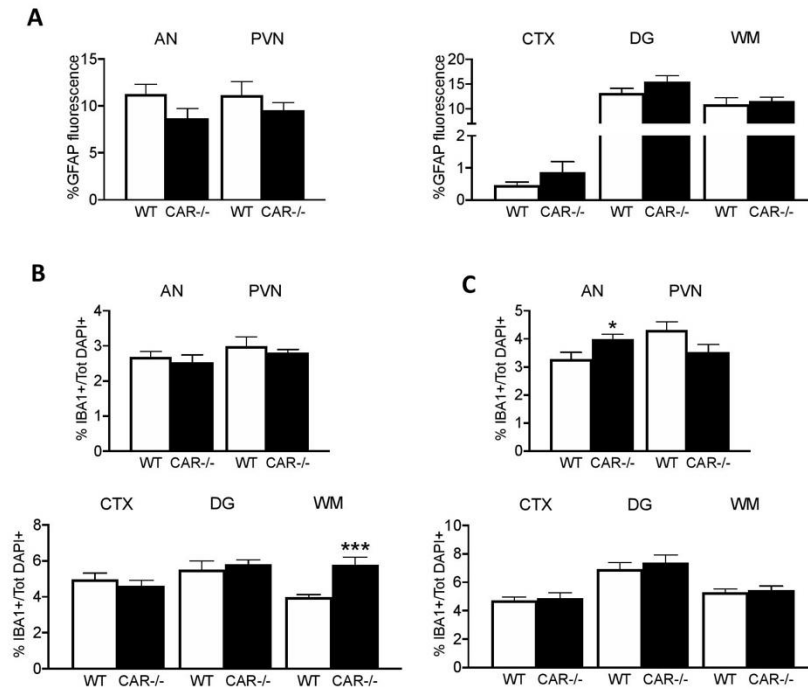 A
AN PVN
%GFAP fluorescence
15
10
5
0
WT CAR-/- WT CAR-/-
CTX DG WM
%GFAP fluorescence
20
15
10
2
1
0
WT CAR-/- WT CAR-/- WT CAR-/-
B
AN PVN
% IBA1+/Tot DAPI+
4
3
2
1
0
WT CAR-/- WT CAR-/-
CTX DG WM
% IBA1+/Tot DAPI+
8
6
4
2
0
***
WT CAR-/- WT CAR-/- WT CAR-/-
C
AN PVN
% IBA1+/Tot DAPI+
5
4
3
2
1
0
*
WT CAR-/- WT CAR-/-
CTX DG WM
% IBA1+/Tot DAPI+
10
8
6
4
2
0
WT CAR-/- WT CAR-/- WT CAR-/-